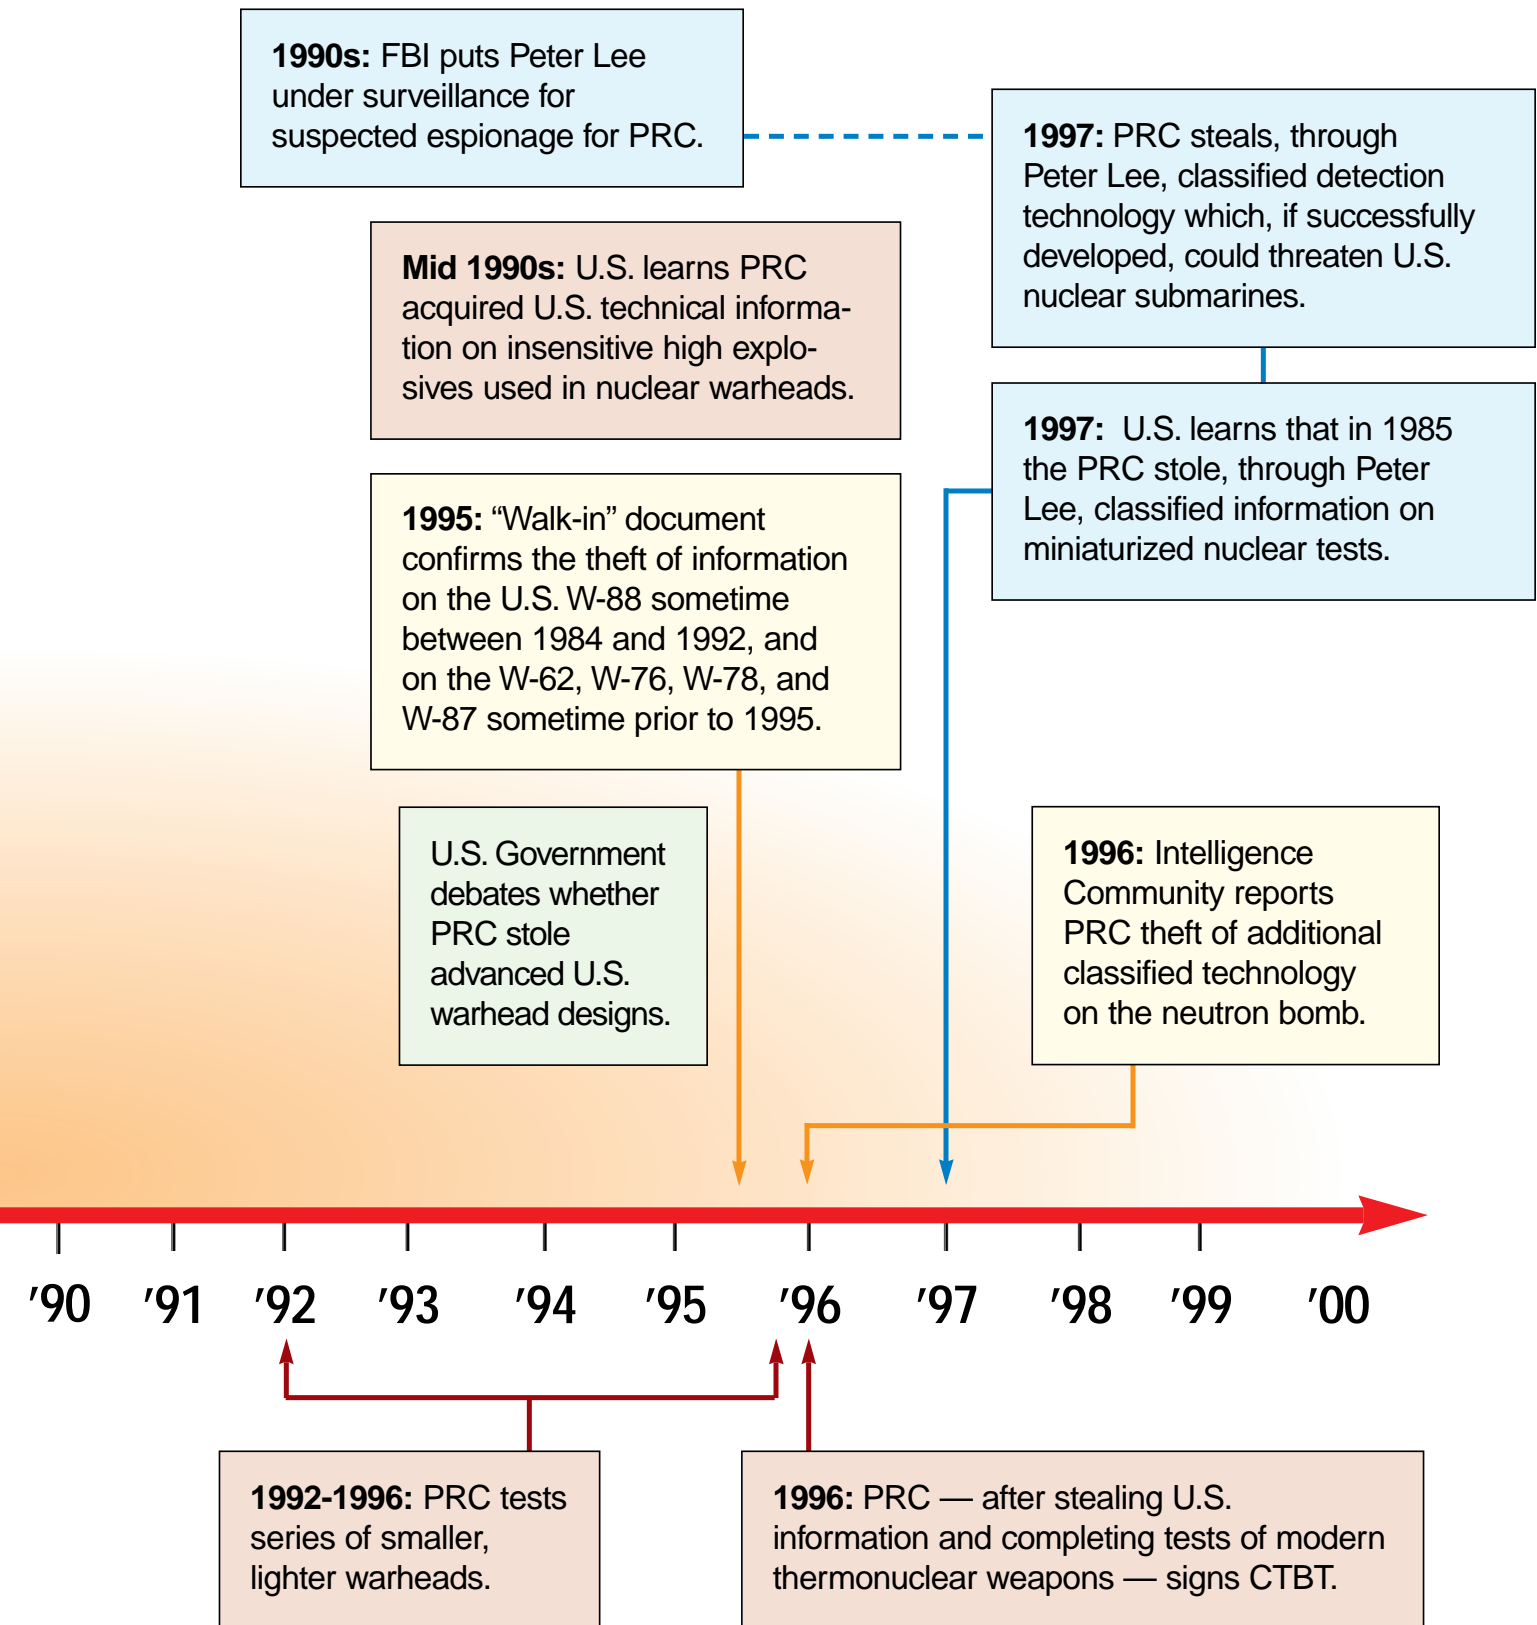 1990s: FBI puts Peter Lee
under surveillance for
suspected espionage for PRC.
1997: PRC steals, through
Peter Lee, classified detection
technology which, if successfully
developed, could threaten U.S.
nuclear submarines.
Mid 1990s: U.S. learns PRC
acquired U.S. technical informa-
tion on insensitive high explo-
sives used in nuclear warheads.
1997: U.S. learns that in 1985
the PRC stole, through Peter
Lee, classified information on
miniaturized nuclear tests.
1995: “Walk-in” document
confirms the theft of information
on the U.S. W-88 sometime
between 1984 and 1992, and
on the W-62, W-76, W-78, and
W-87 sometime prior to 1995.
U.S. Government
debates whether
PRC stole
advanced U.S.
warhead designs.
1996: Intelligence
Community reports
PRC theft of additional
classified technology
on the neutron bomb.
’90 ’91 ’92 ’93 ’94 ’95 ’96 ’97 ’98 ’99 ’00
1992-1996: PRC tests
series of smaller,
lighter warheads.
1996: PRC — after stealing U.S.
information and completing tests of modern
thermonuclear weapons — signs CTBT.